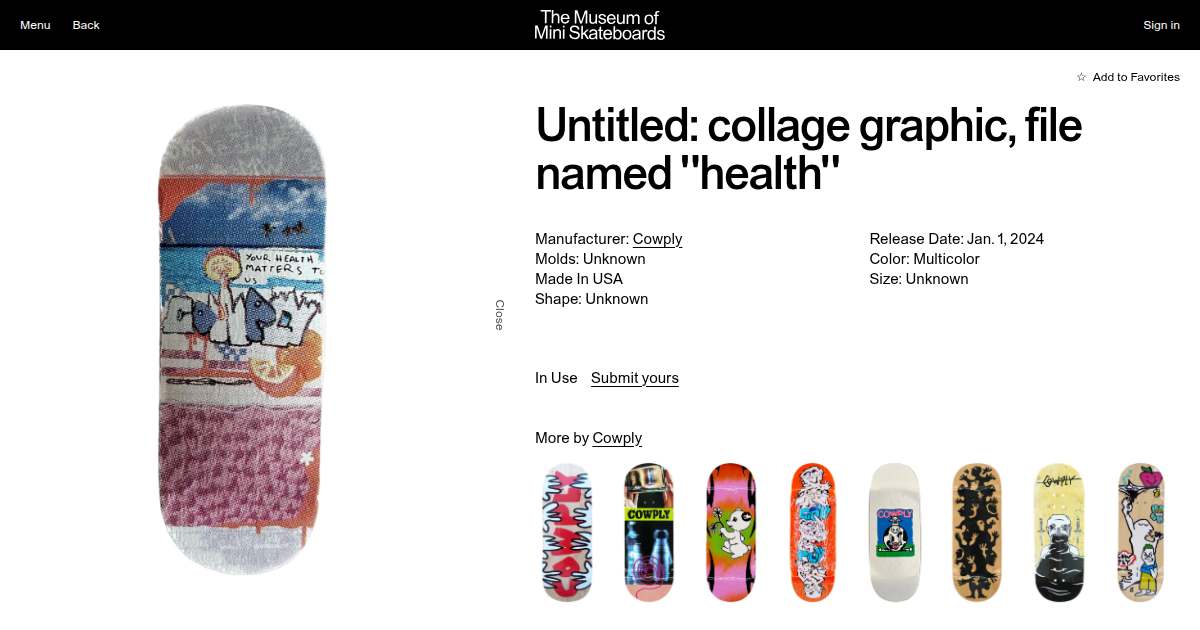 Menu
Back
The Museum of
Mini Skateboards
Sign in
☆ Add to Favorites
Untitled: collage graphic, file
named "health"
Manufacturer: Cowply
Molds: Unknown
Made In USA
Shape: Unknown
Release Date: Jan. 1, 2024
Color: Multicolor
Size: Unknown
Close
YOUR HEALTH
MATTERS TO
US
COWPLY
In Use
Submit yours
More by Cowply
COWPLY
COWPLY
COWPLY
COWPLY